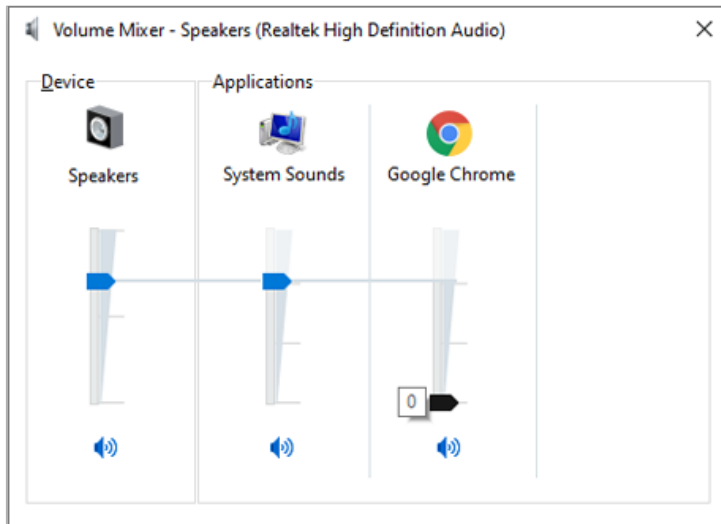 Volume Mixer - Speakers (Realtek High Definition Audio)
Device
Applications
Speakers
System Sounds
Google Chrome
0